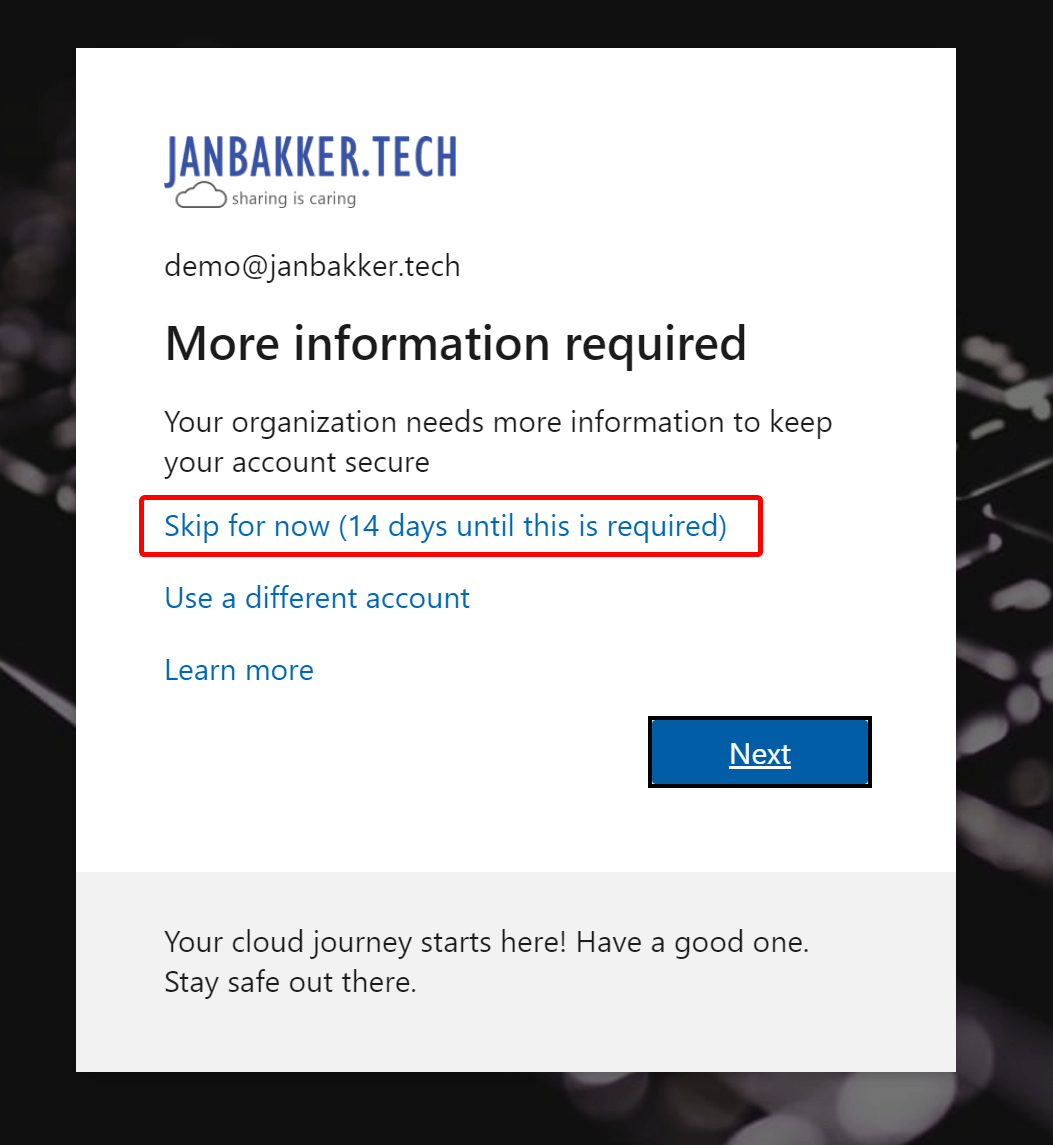 JANBAKKER.TECH
sharing is caring
demo@janbakker.tech
More information required
Your organization needs more information to keep
your account secure
Skip for now (14 days until this is required)
Use a different account
Learn more
Next
Your cloud journey starts here! Have a good one.
Stay safe out there.